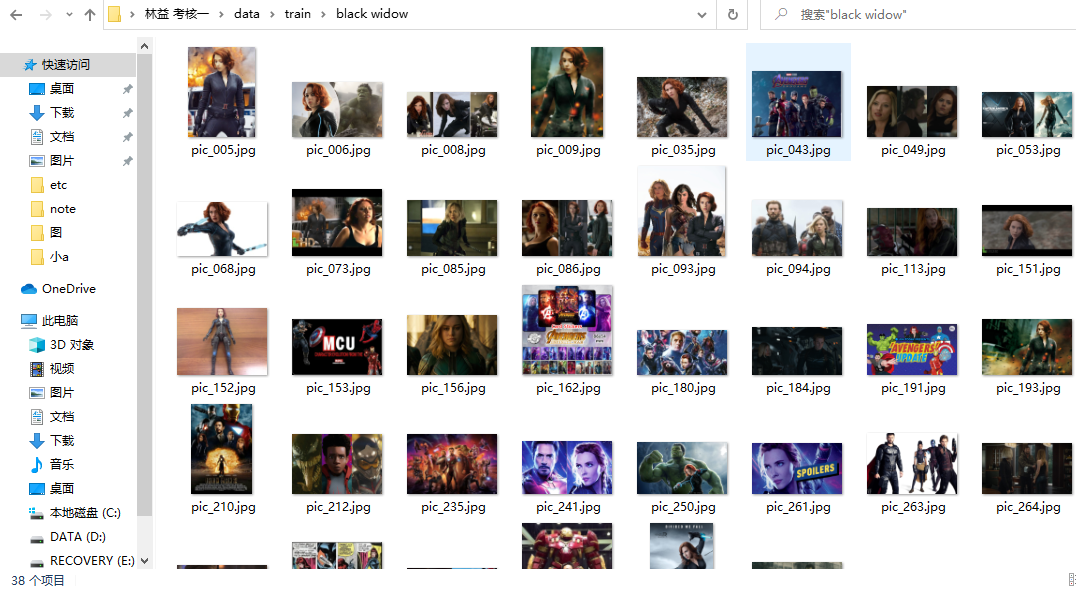 林益 考核一 › data › train › black widow
搜索"black widow"
快速访问
桌面
下载
文档
图片
etc
note
图
小a
OneDrive
此电脑
3D 对象
视频
图片
文档
下载
音乐
桌面
本地磁盘 (C:)
DATA (D:)
RECOVERY (E:)
pic_005.jpg pic_006.jpg pic_008.jpg pic_009.jpg pic_035.jpg pic_043.jpg pic_049.jpg pic_053.jpg
pic_068.jpg pic_073.jpg pic_085.jpg pic_086.jpg pic_093.jpg pic_094.jpg pic_113.jpg pic_151.jpg
MCU
AVENGERS
UPDATE
pic_152.jpg pic_153.jpg pic_156.jpg pic_162.jpg pic_180.jpg pic_184.jpg pic_191.jpg pic_193.jpg
SPOILERS
pic_210.jpg pic_212.jpg pic_235.jpg pic_241.jpg pic_250.jpg pic_261.jpg pic_263.jpg pic_264.jpg
DIVIDED WE FALL
38 个项目